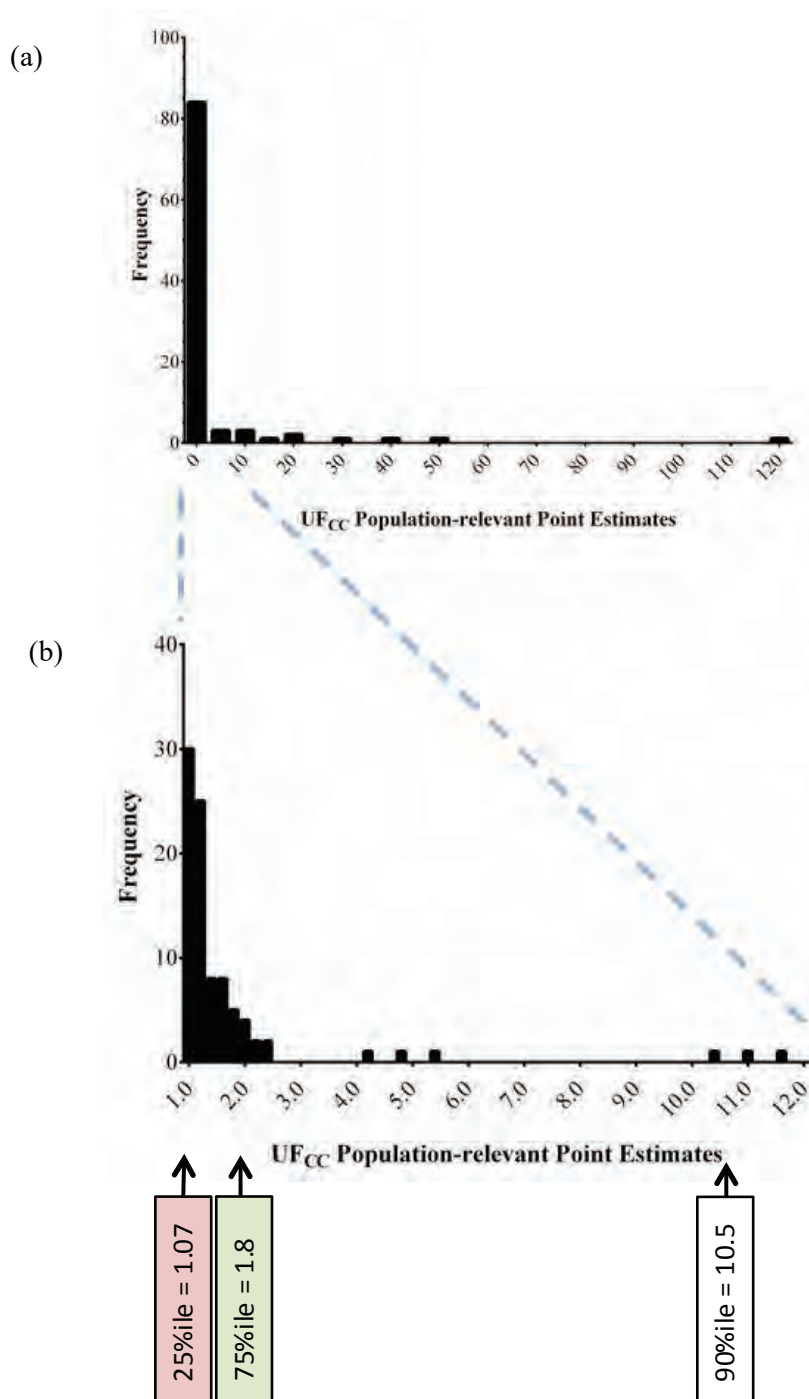 (a)
100
80
60
40
20
0
Frequency
0 10 20 30 40 50 60 70 80 90 100 110 120
UFCC Population-relevant Point Estimates
(b)
40
30
20
10
0
Frequency
1.0 2.0 3.0 4.0 5.0 6.0 7.0 8.0 9.0 10.0 11.0 12.0
UFCC Population-relevant Point Estimates
25%ile = 1.07
75%ile = 1.8
90%ile = 10.5